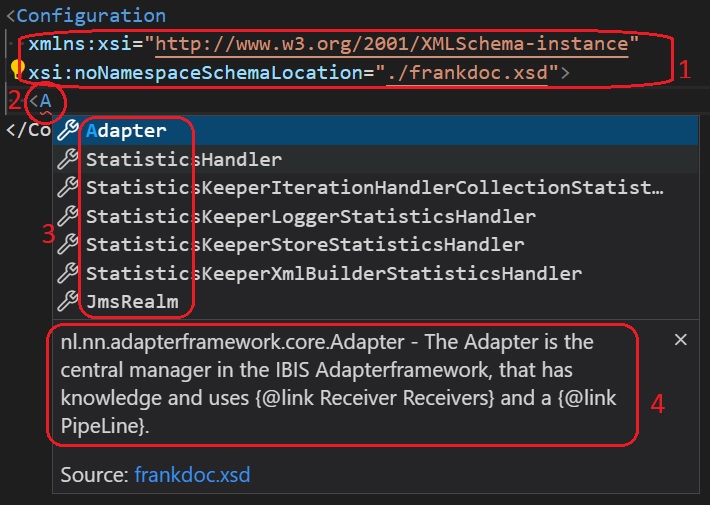 <Configuration
xmlns:xsi="http://www.w3.org/2001/XMLSchema-instance"
xsi:noNamespaceSchemaLocation="./frankdoc.xsd">
1
2
<A
</Co
Adapter
StatisticsHandler
StatisticsKeeperIterationHandlerCollectionStatist…
StatisticsKeeperLoggerStatisticsHandler
3
StatisticsKeeperStoreStatisticsHandler
StatisticsKeeperXmlBuilderStatisticsHandler
JmsRealm
nl.nn.adapterframework.core.Adapter - The Adapter is the
central manager in the IBIS Adapterframework, that has
knowledge and uses {@link Receiver Receivers} and a {@link
PipeLine}.
4
Source: frankdoc.xsd